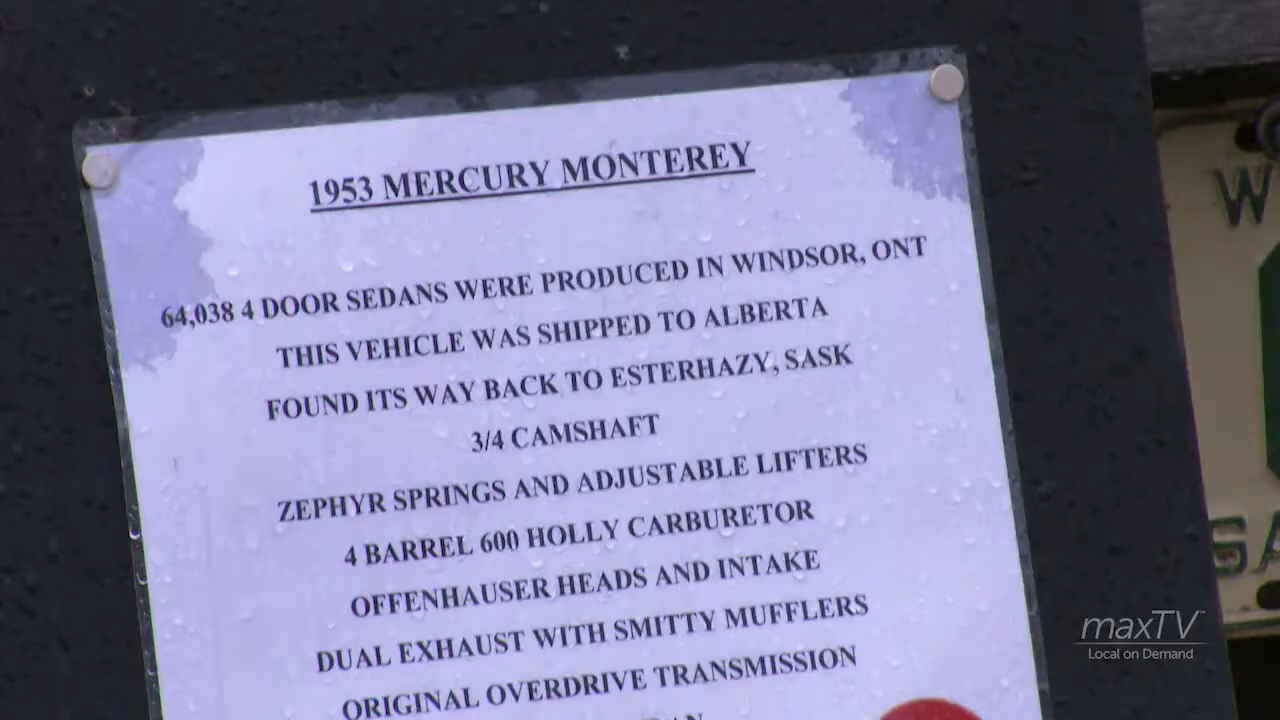 1953 MERCURY MONTEREY
64,038 4 DOOR SEDANS WERE PRODUCED IN WINDSOR, ONT
THIS VEHICLE WAS SHIPPED TO ALBERTA
FOUND ITS WAY BACK TO ESTERHAZY, SASK
3/4 CAMSHAFT
ZEPHYR SPRINGS AND ADJUSTABLE LIFTERS
4 BARREL 600 HOLLY CARBURETOR
OFFENHAUSER HEADS AND INTAKE
DUAL EXHAUST WITH SMITTY MUFFLERS
ORIGINAL OVERDRIVE TRANSMISSION
maxTV™
Local on Demand